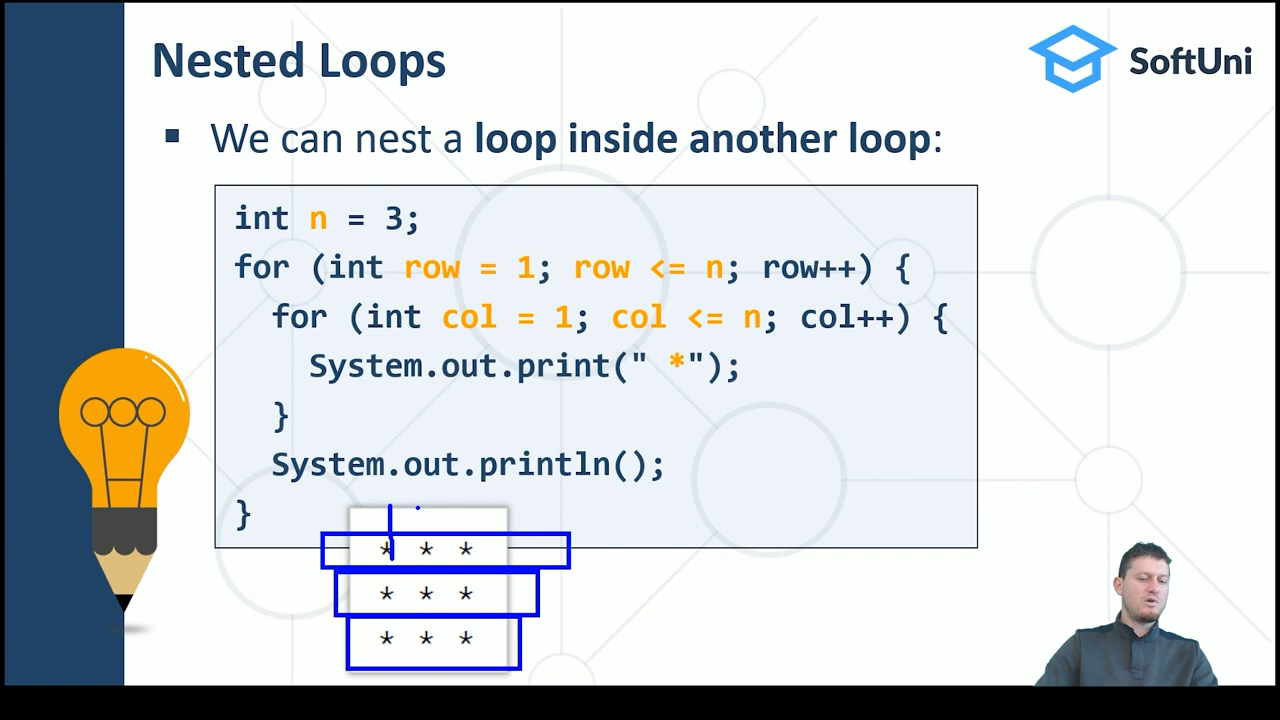 Nested Loops
SoftUni
▪ We can nest a loop inside another loop:
int n = 3;
for (int row = 1; row <= n; row++) {
  for (int col = 1; col <= n; col++) {
    System.out.print(" *");
  }
  System.out.println();
}
* * *
* * *
* * *